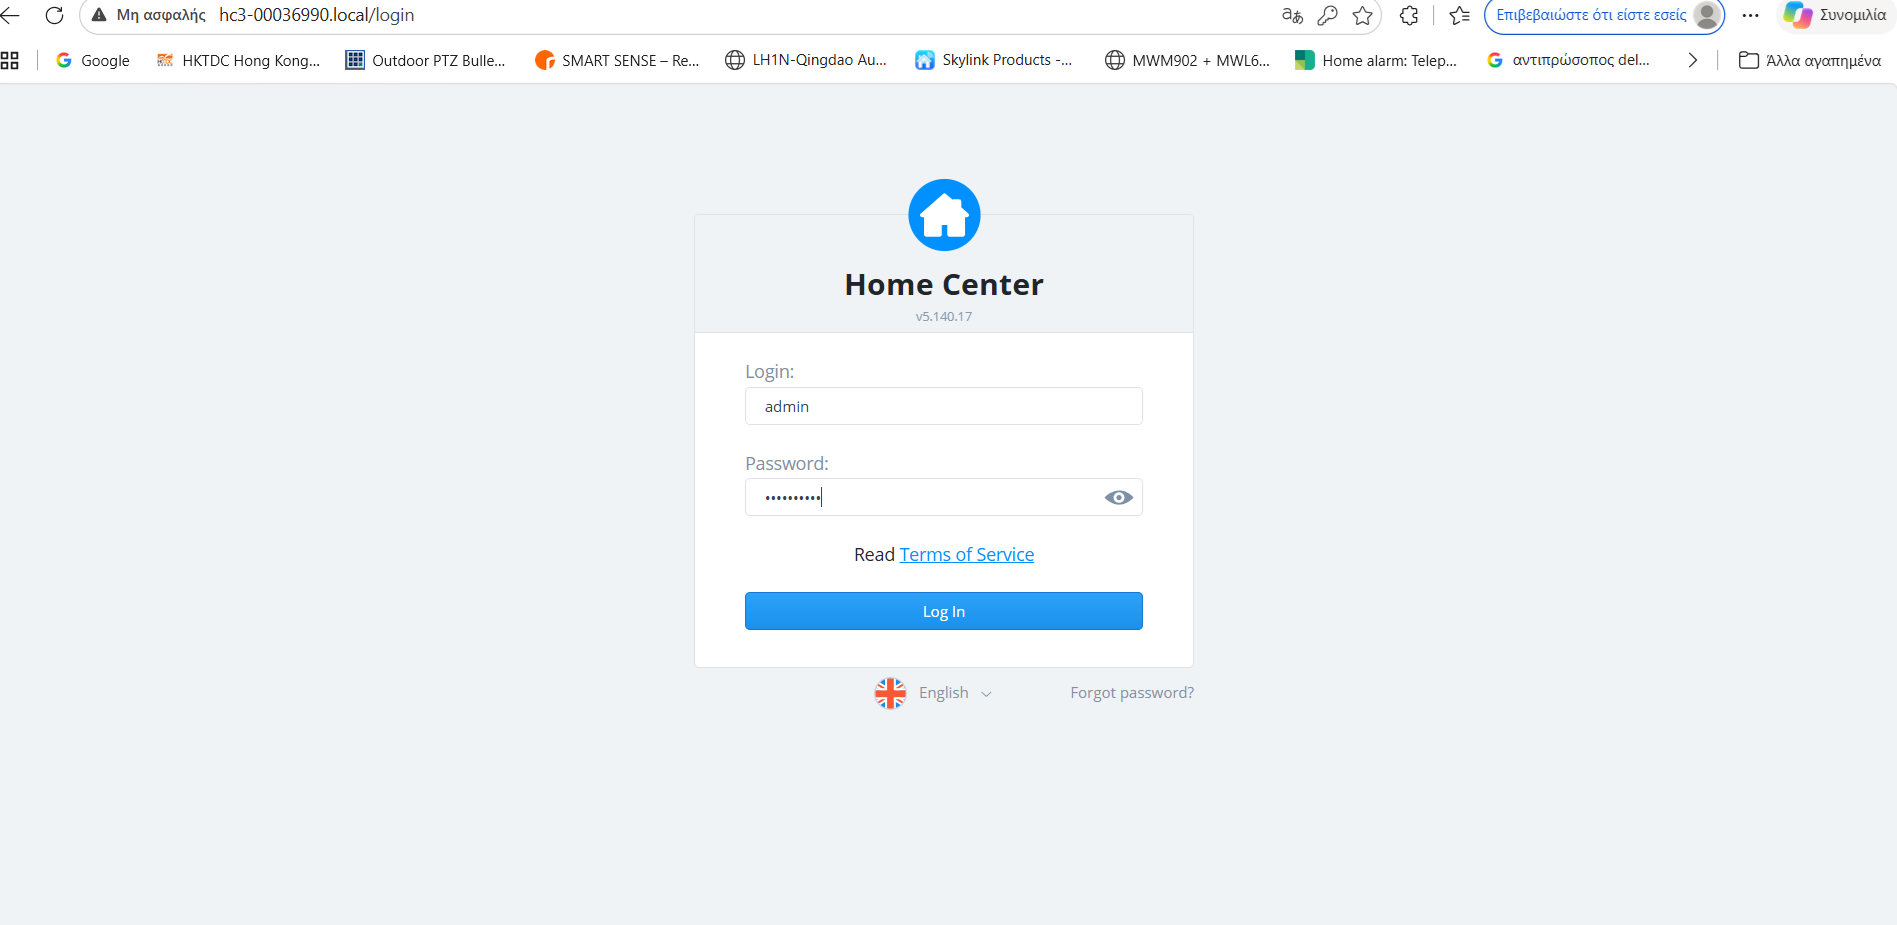 Μη ασφαλής hc3-00036990.local/login Επιβεβαιώστε ότι είστε εσείς Συνομιλία
Google HKTDC Hong Kong... Outdoor PTZ Bulle... SMART SENSE – Re... LH1N-Qingdao Au... Skylink Products -... MWM902 + MWL6... Home alarm: Telep... αντιπρόσωπος del... Άλλα αγαπημένα
Home Center
v5.140.17
Login:
admin
Password:
••••••••••
Read Terms of Service
Log In
English Forgot password?